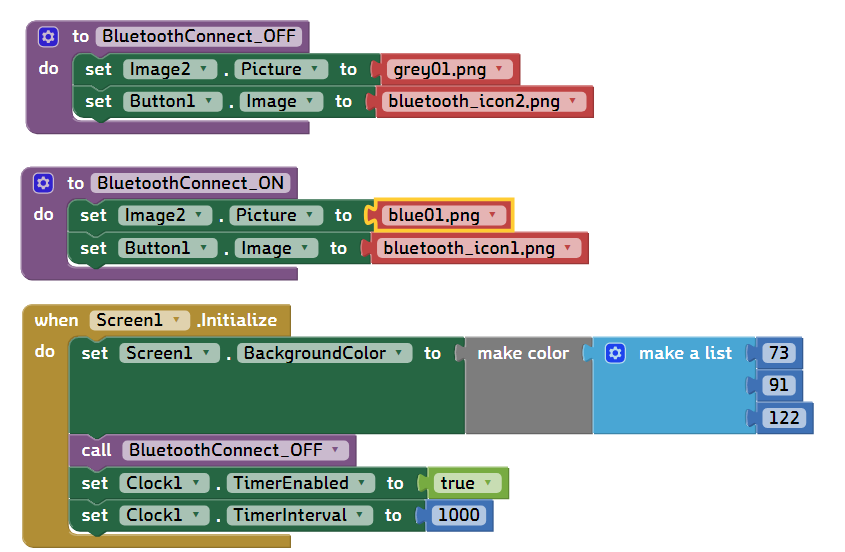 to BluetoothConnect_OFF
do set Image2 . Picture to grey01.png
set Button1 . Image to bluetooth_icon2.png
to BluetoothConnect_ON
do set Image2 . Picture to blue01.png
set Button1 . Image to bluetooth_icon1.png
when Screen1 .Initialize
do set Screen1 . BackgroundColor to make color make a list 73
91
122
call BluetoothConnect_OFF
set Clock1 . TimerEnabled to true
set Clock1 . TimerInterval to 1000